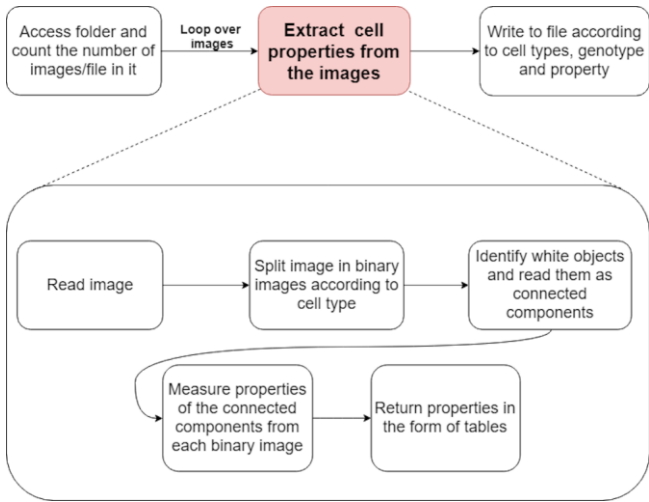 Access folder and
count the number of
images/file in it
Loop over
images
Extract cell
properties from
the images
Write to file according
to cell types, genotype
and property
Read image
Split image in binary
images according to
cell type
Identify white objects
and read them as
connected
components
Measure properties
of the connected
components from
each binary image
Return properties in
the form of tables